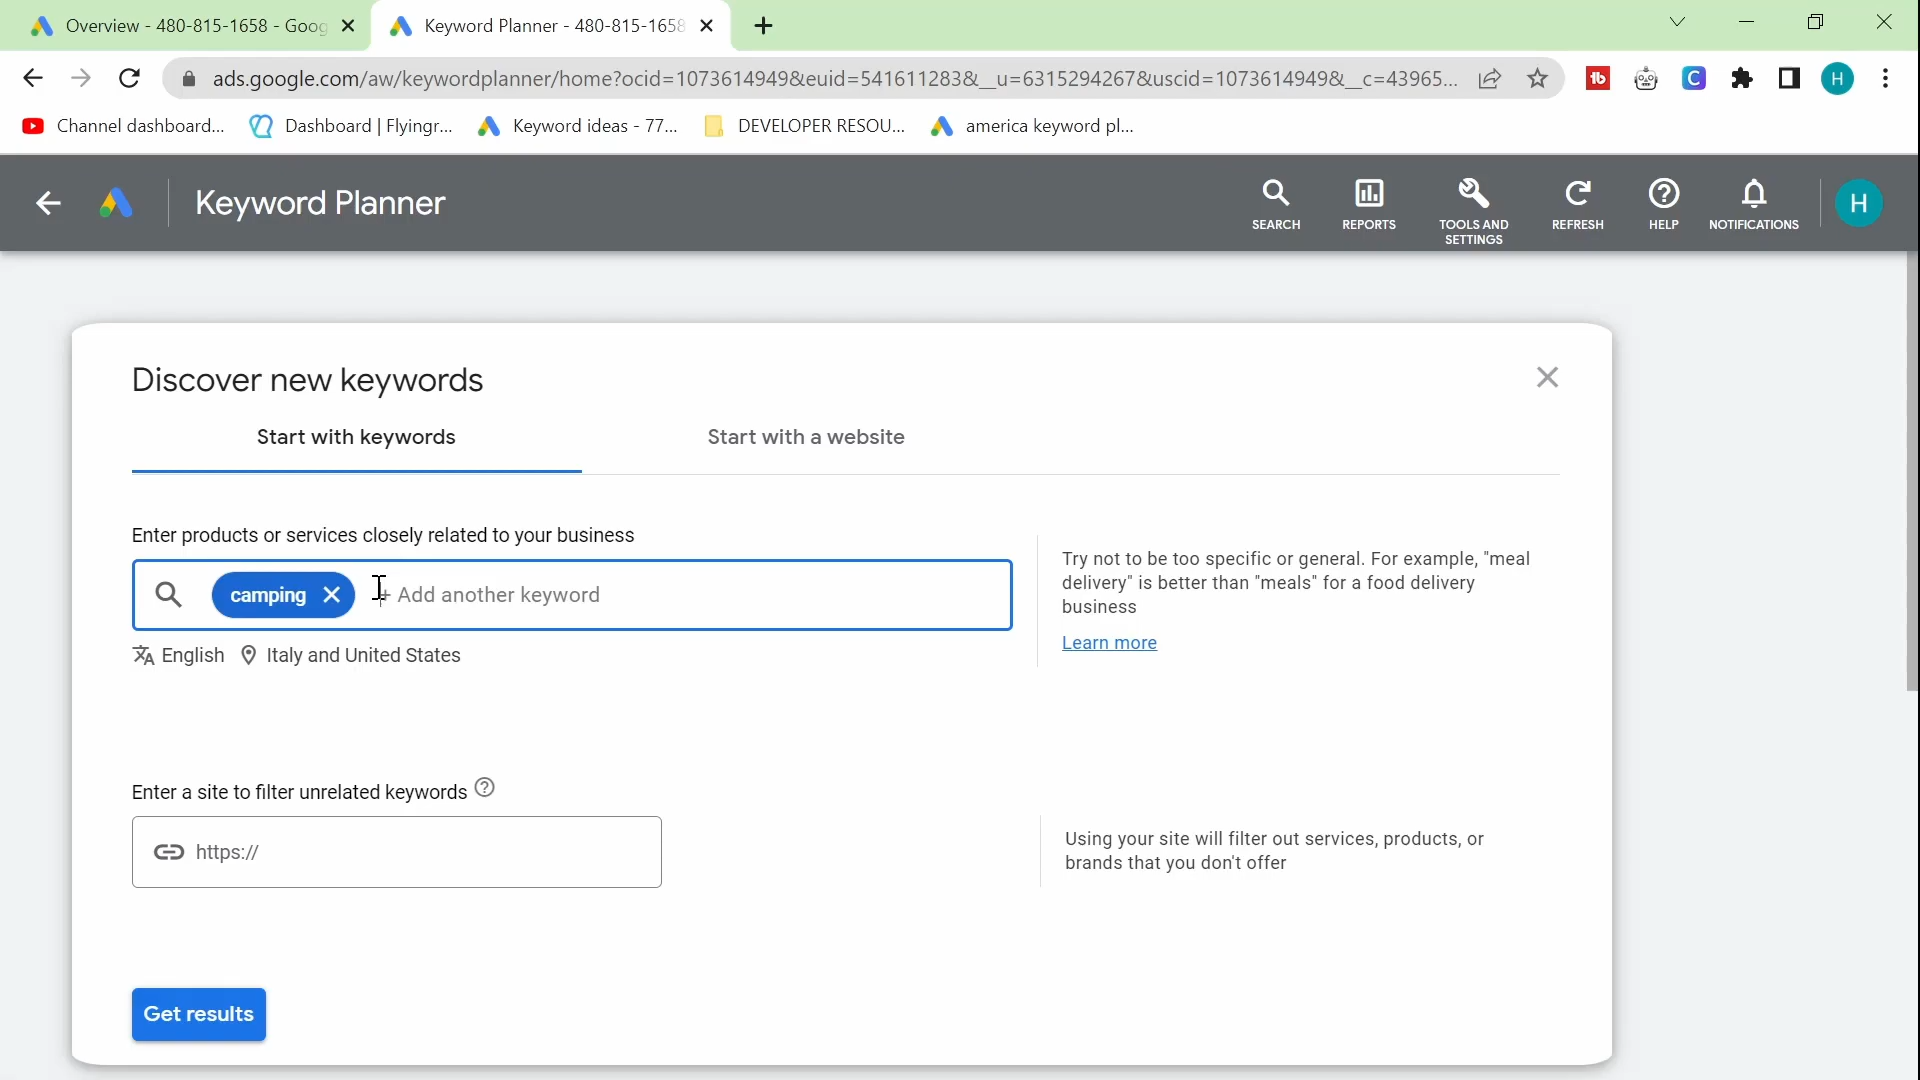 Overview - 480-815-1658 - Goog
Keyword Planner - 480-815-1658
ads.google.com/aw/keywordplanner/home?ocid=1073614949&euid=541611283&__u=6315294267&uscid=1073614949&__c=43965...
tb
C
H
Channel dashboard...
Dashboard | Flyingr...
Keyword ideas - 77...
DEVELOPER RESOU...
america keyword pl...
Keyword Planner
SEARCH
REPORTS
TOOLS AND
SETTINGS
REFRESH
HELP
NOTIFICATIONS
H
Discover new keywords
Start with keywords
Start with a website
Enter products or services closely related to your business
camping
+ Add another keyword
English
Italy and United States
Try not to be too specific or general. For example, "meal
delivery" is better than "meals" for a food delivery
business
Learn more
Enter a site to filter unrelated keywords
https://
Using your site will filter out services, products, or
brands that you don't offer
Get results